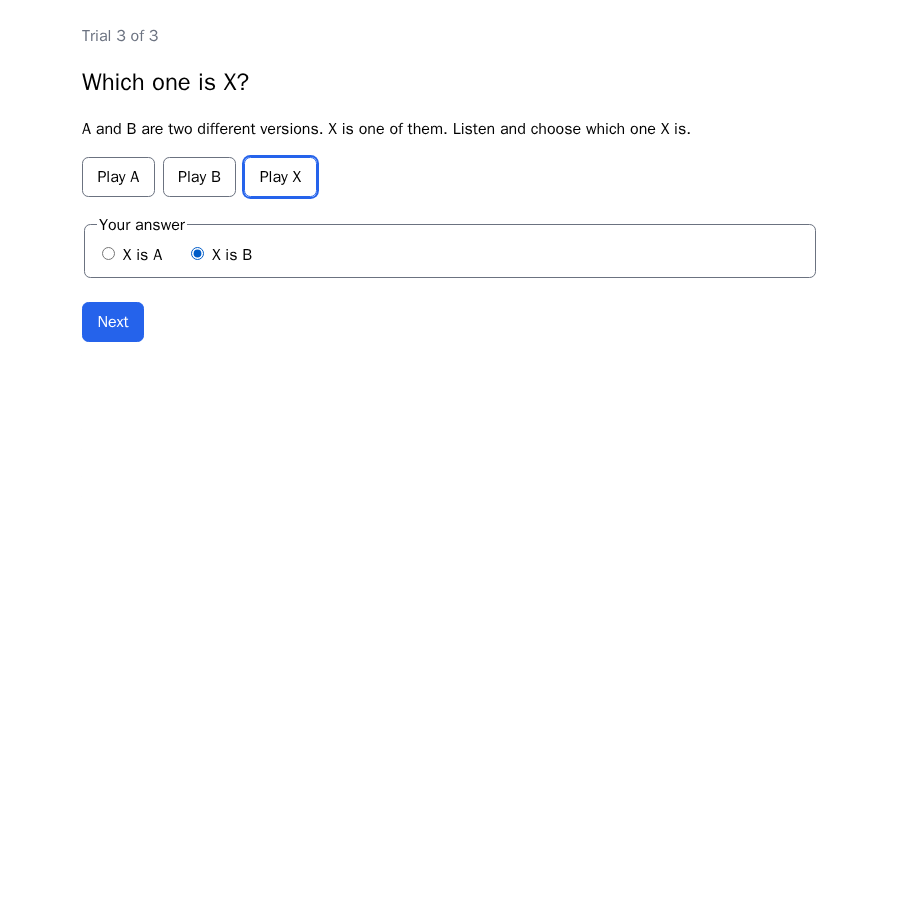 Trial 3 of 3
Which one is X?
A and B are two different versions. X is one of them. Listen and choose which one X is.
Play A Play B Play X
Your answer
X is A X is B
Next